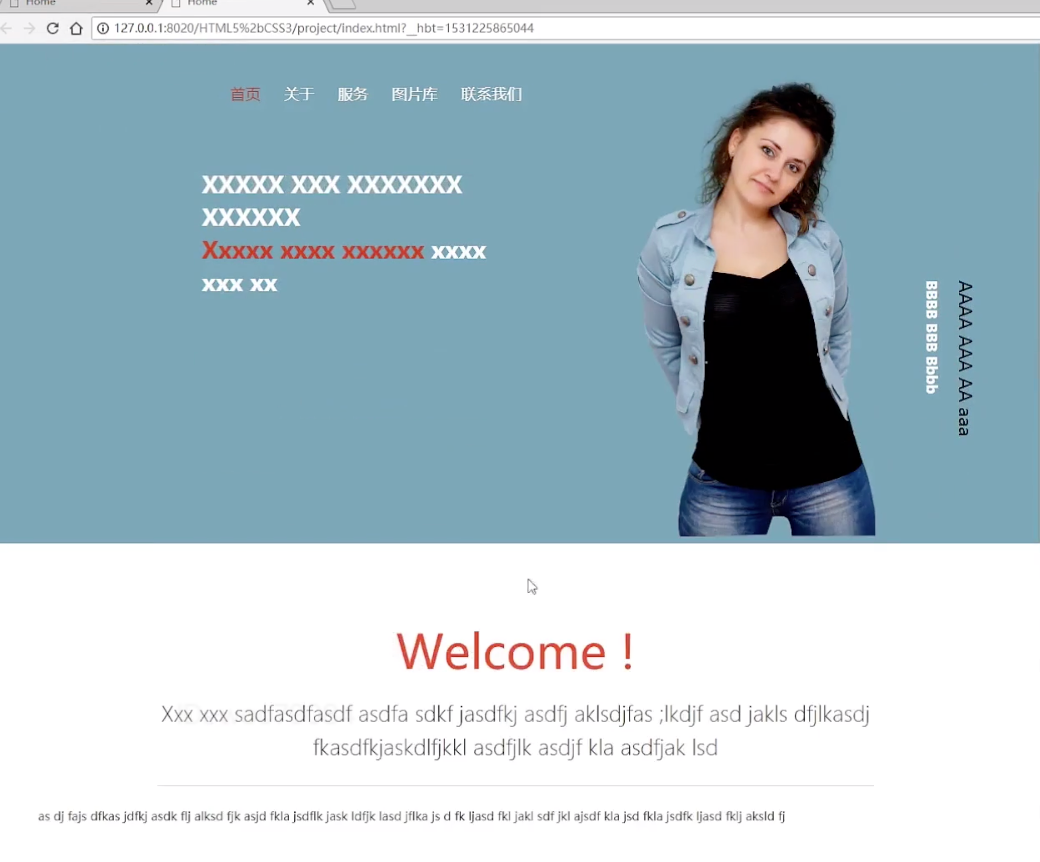 Home
Home
127.0.0.1:8020/HTML5%2bCSS3/project/index.html?__hbt=1531225865044
首页 关于 服务 图片库 联系我们
XXXXX XXX XXXXXXX
XXXXXX
Xxxxx xxxx xxxxxx xxxx
xxx xx
AAAA AAA AA aaa
BBBB BBB Bbbb
Welcome !
Xxx xxx sadfasdfasdf asdfa sdkf jasdfkj asdfj aklsdjfas ;lkdjf asd jakls dfjlkasdj
fkasdfkjaskdlfjkkl asdfjlk asdjf kla asdfjak lsd
as dj fajs dfkas jdfkj asdk flj alksd fjk asjd fkla jsdflk jask ldfjk lasd jflka js d fk ljasd fkl jakl sdf jkl ajsdf kla jsd fkla jsdfk ljasd fklj aksld fj